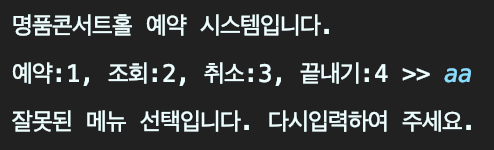 명품콘서트홀 예약 시스템입니다.
예약:1, 조회:2, 취소:3, 끝내기:4 >> aa
잘못된 메뉴 선택입니다. 다시입력하여 주세요.